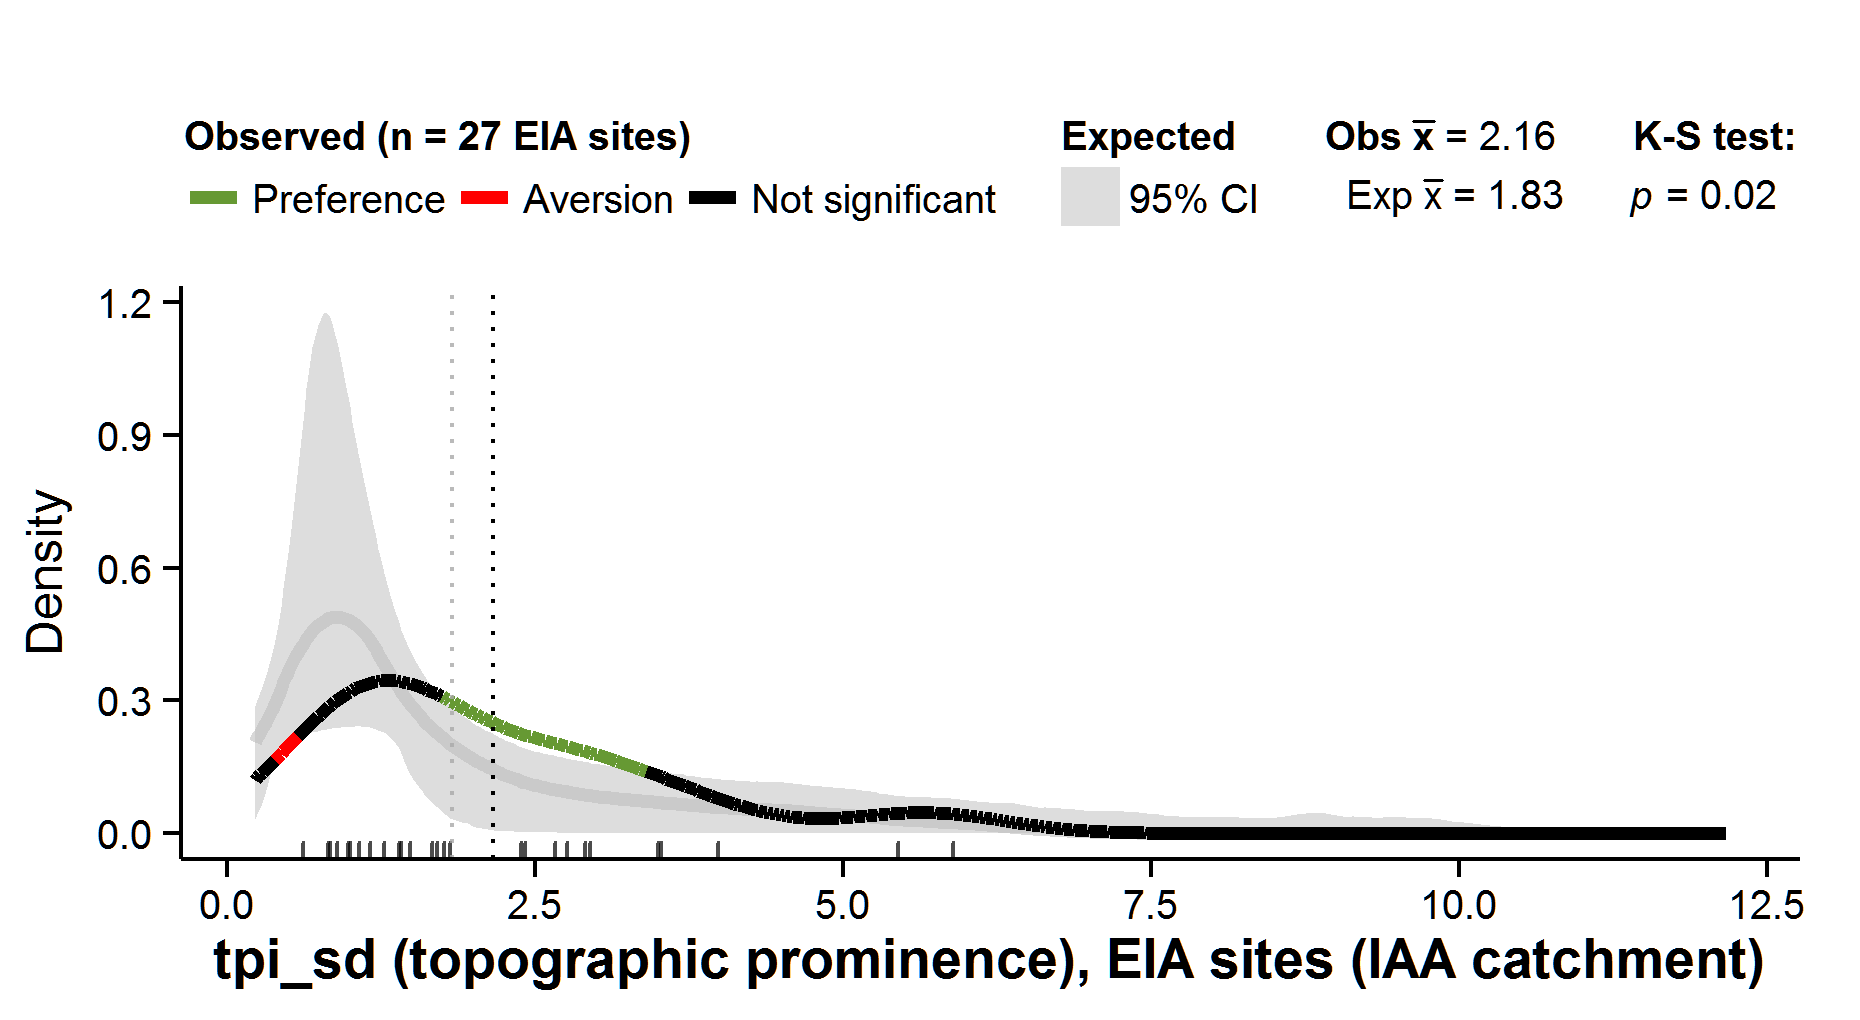 Observed (n = 27 EIA sites) Expected Obs x̅ = 2.16 K-S test:
Preference Aversion Not significant 95% CI Exp x̅ = 1.83 p = 0.02
1.2
0.9
0.6
0.3
0.0
Density
0.0 2.5 5.0 7.5 10.0 12.5
tpi_sd (topographic prominence), EIA sites (IAA catchment)